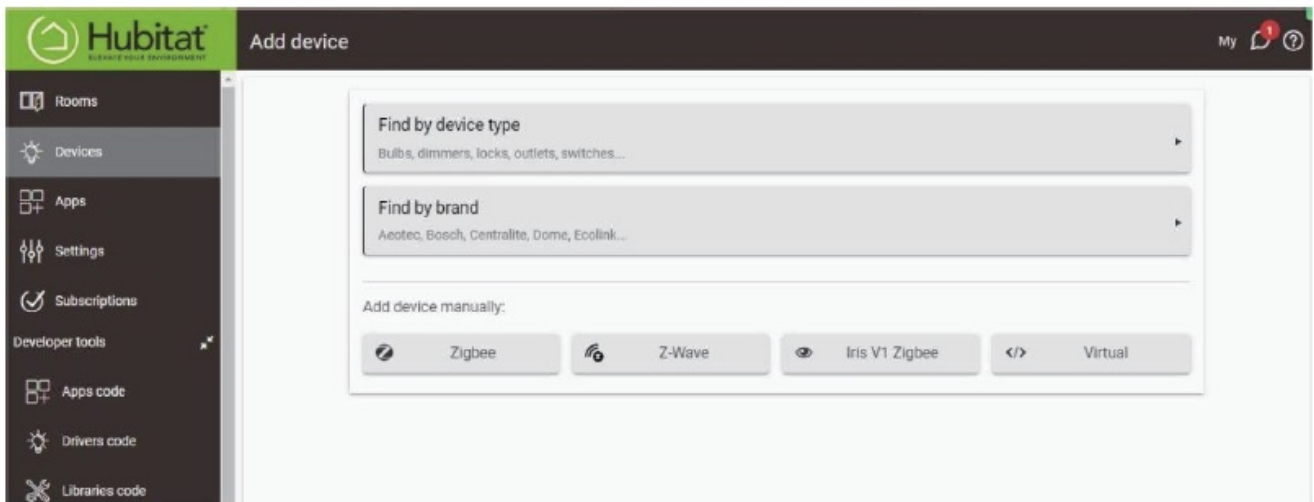 Hubitat
ELEVATE YOUR ENVIRONMENT
Add device
My
1
?
Rooms
Devices
Apps
Settings
Subscriptions
Developer tools
Apps code
Drivers code
Libraries code
Find by device type
Bulbs, dimmers, locks, outlets, switches...
Find by brand
Aeotec, Bosch, Centralite, Dome, Ecolink...
Add device manually:
Zigbee
Z-Wave
Iris V1 Zigbee
</> Virtual